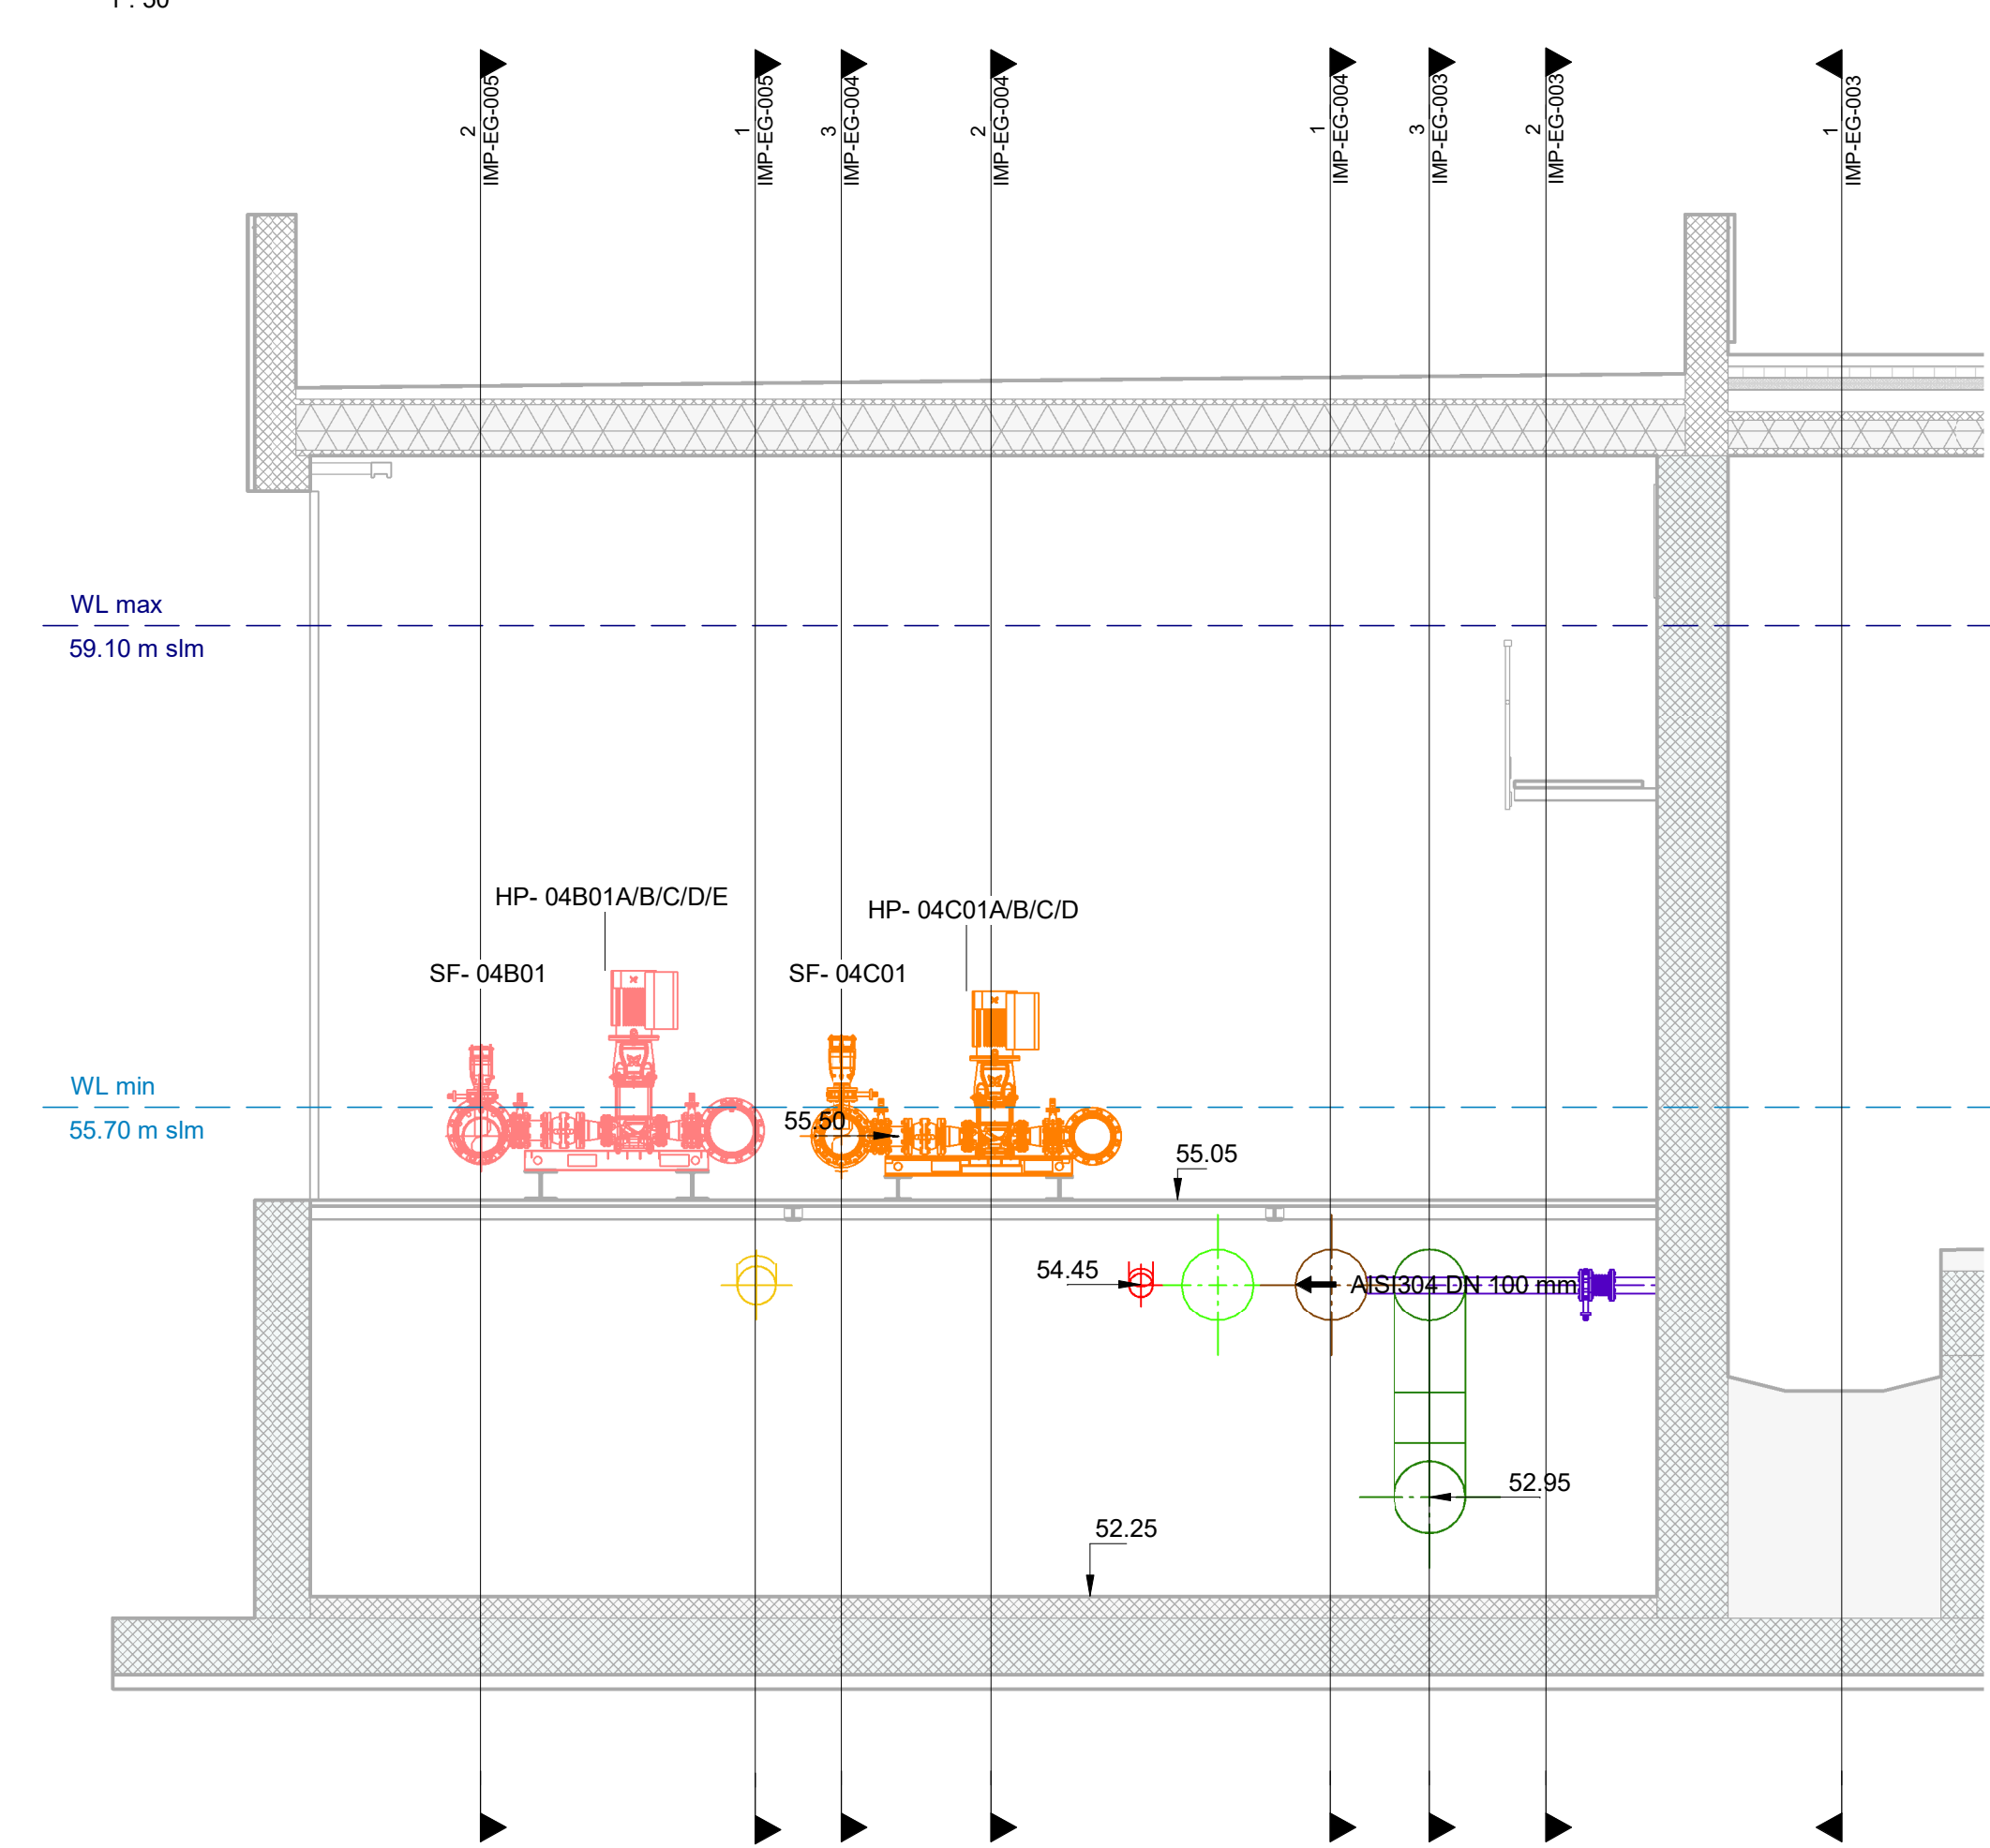 1 : 50
2
IMP-EG-005
1
IMP-EG-005
3
IMP-EG-004
2
IMP-EG-004
1
IMP-EG-004
3
IMP-EG-003
2
IMP-EG-003
1
IMP-EG-003
WL max
59.10 m slm
HP- 04B01A/B/C/D/E
HP- 04C01A/B/C/D
SF- 04B01
SF- 04C01
WL min
55.70 m slm
55.50
55.05
54.45
AISI304 DN 100 mm
52.95
52.25